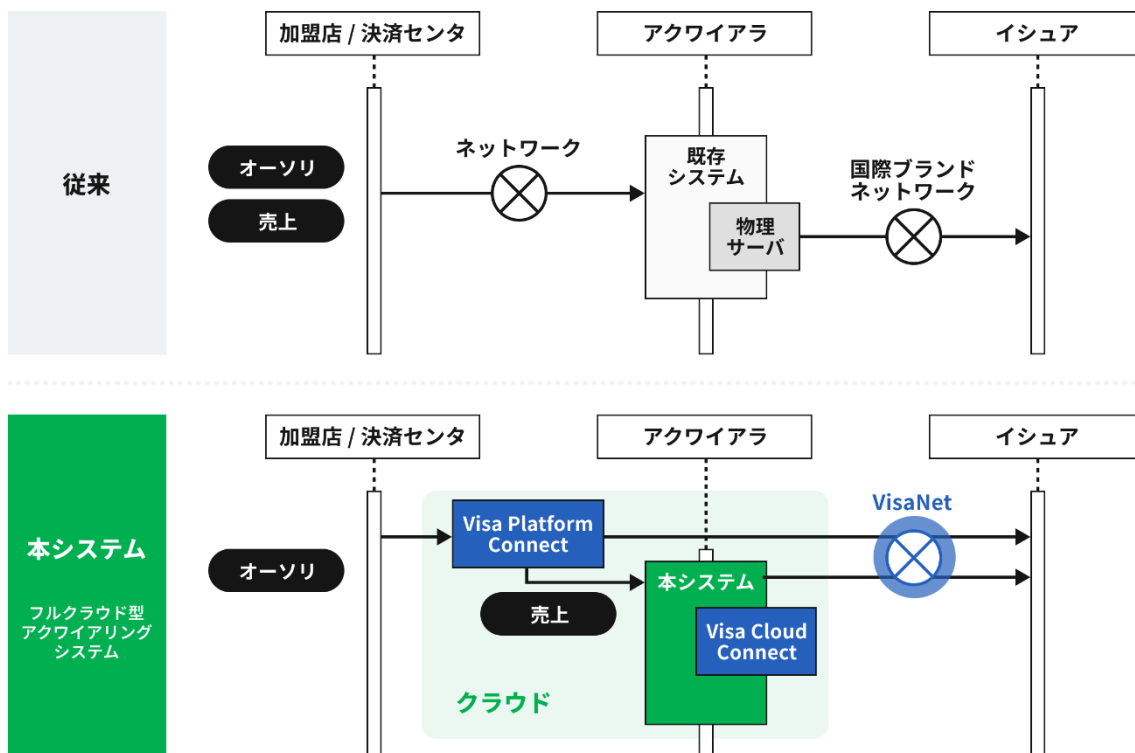 加盟店 / 決済センタ
アクワイアラ
イシュア
従来
オーソリ
売上
ネットワーク
既存
システム
物理
サーバ
国際ブランド
ネットワーク
加盟店 / 決済センタ
アクワイアラ
イシュア
本システム
フルクラウド型
アクワイアリング
システム
オーソリ
Visa Platform
Connect
売上
本システム
Visa Cloud
Connect
クラウド
VisaNet